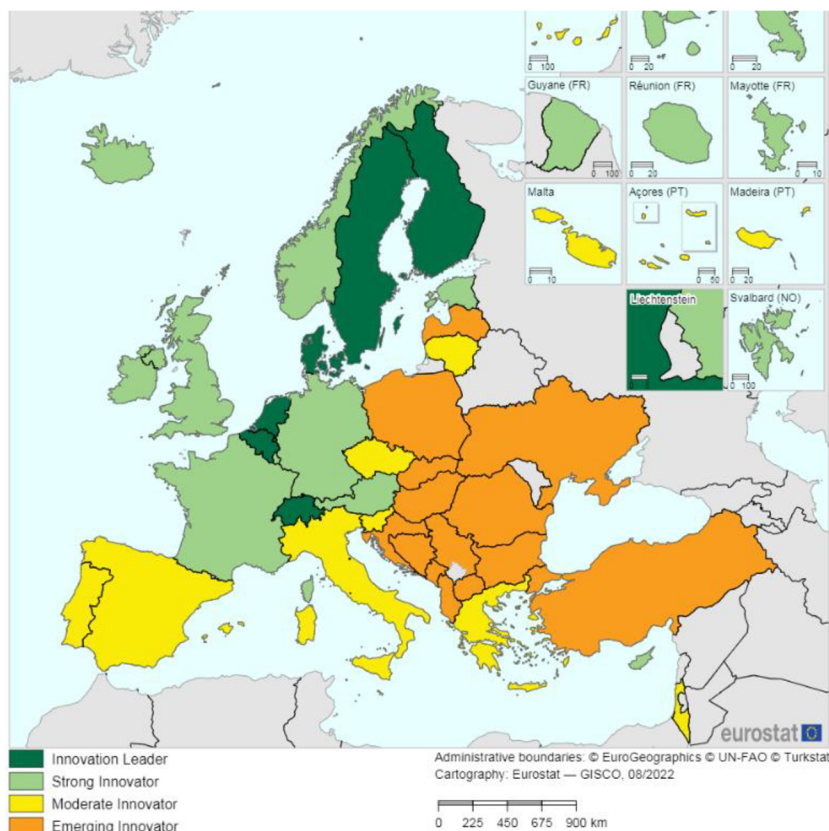 0 100
0 20
0 20
Guyane (FR)
Réunion (FR)
Mayotte (FR)
0 100
0 20
0 10
Malta
Açores (PT)
Madeira (PT)
0 10
0 50
0 20
Liechtenstein
Svalbard (NO)
0 100
eurostat
Innovation Leader
Strong Innovator
Moderate Innovator
Emerging Innovator
Administrative boundaries: © EuroGeographics © UN-FAO © Turkstat
Cartography: Eurostat — GISCO, 08/2022
0 225 450 675 900 km